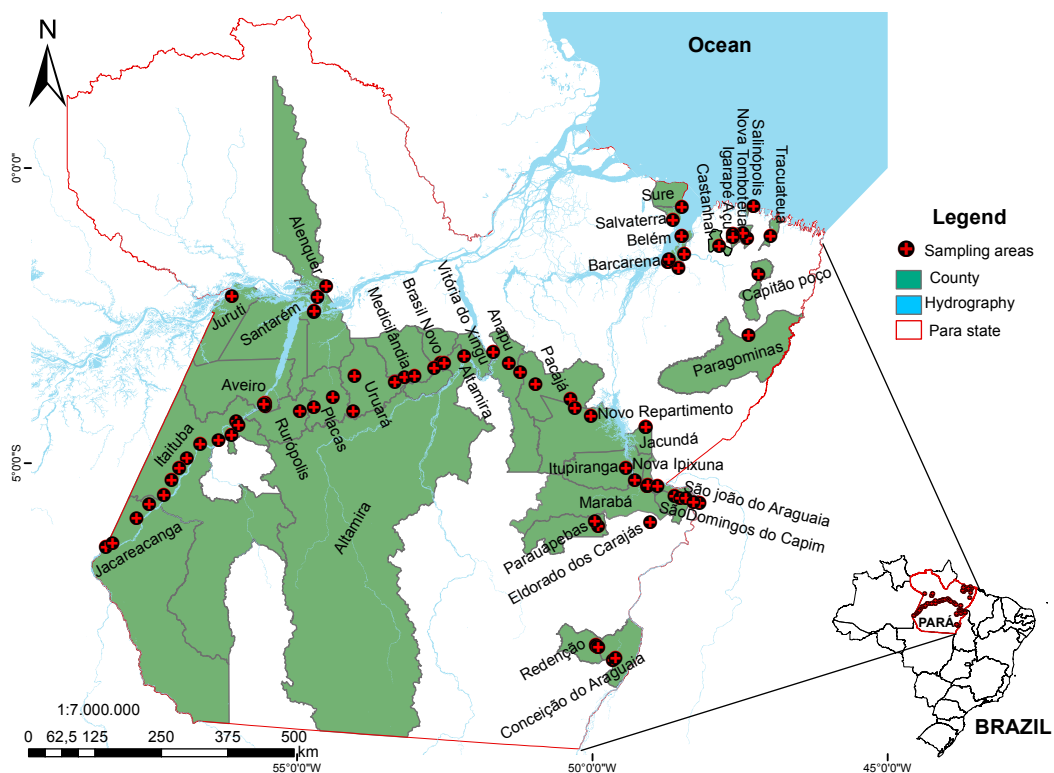 N
Ocean
0°0'0"
5°0'0"S
Sure
Salvaterra
Belém
Barcarena
Castanhal
Igarapé Açu
Nova Tomboteua
Salinópolis
Tracuateua
Capitão poço
Paragominas
Alenquer
Juruti
Santarém
Aveiro
Itaituba
Jacareacanga
Rurópolis
Placas
Uruará
Medicilândia
Brasil Novo
Vitória do Xingu
Altamira
Altamira
Anapu
Pacajá
Novo Repartimento
Jacundá
Itupiranga
Nova Ipixuna
Marabá
São joão do Araguaia
SãoDomingos do Capim
Parauapebas
Eldorado dos Carajás
Redenção
Conceição do Araguaia
Legend
Sampling areas
County
Hydrography
Para state
PARÁ
BRAZIL
1:7.000.000
0 62,5 125 250 375 500
km
55°0'0"W 50°0'0"W 45°0'0"W